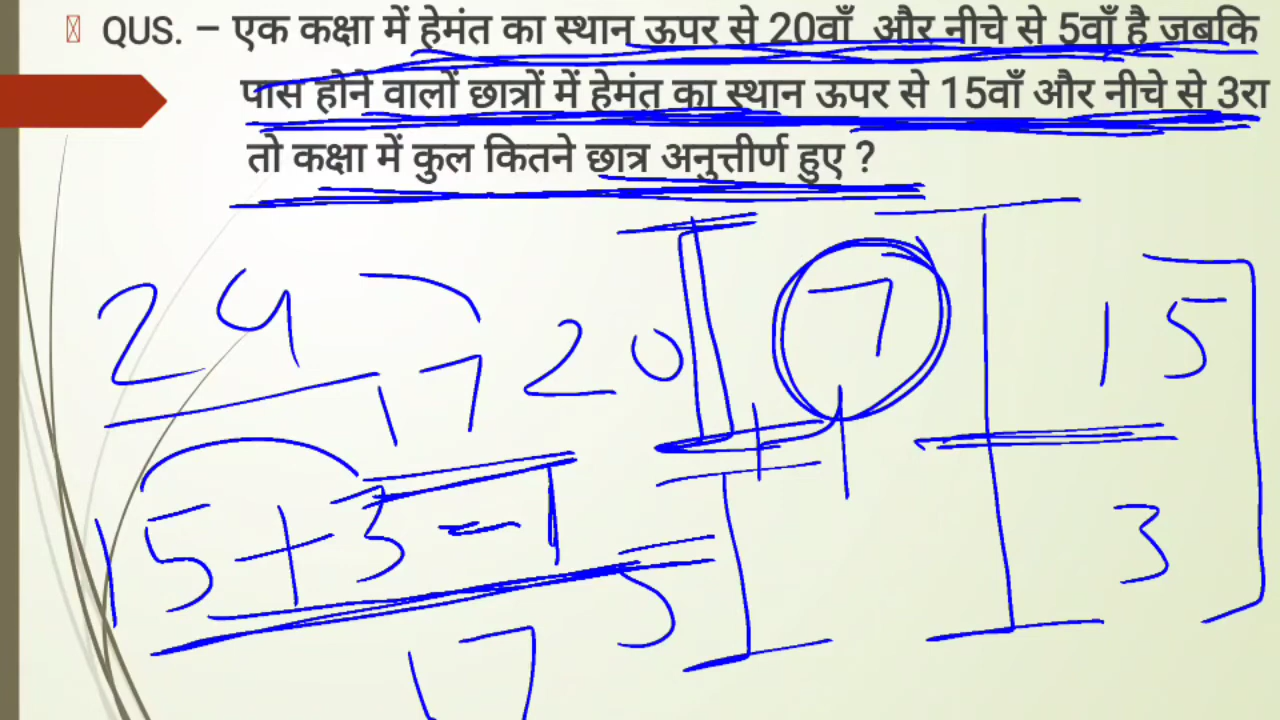 QUS. – एक कक्षा में हेमंत का स्थान ऊपर से 20वाँ और नीचे से 5वाँ है जबकि
पास होने वालों छात्रों में हेमंत का स्थान ऊपर से 15वाँ और नीचे से 3रा
तो कक्षा में कुल कितने छात्र अनुत्तीर्ण हुए ?
24 17 20 7 15
15+3-1 5 3
17